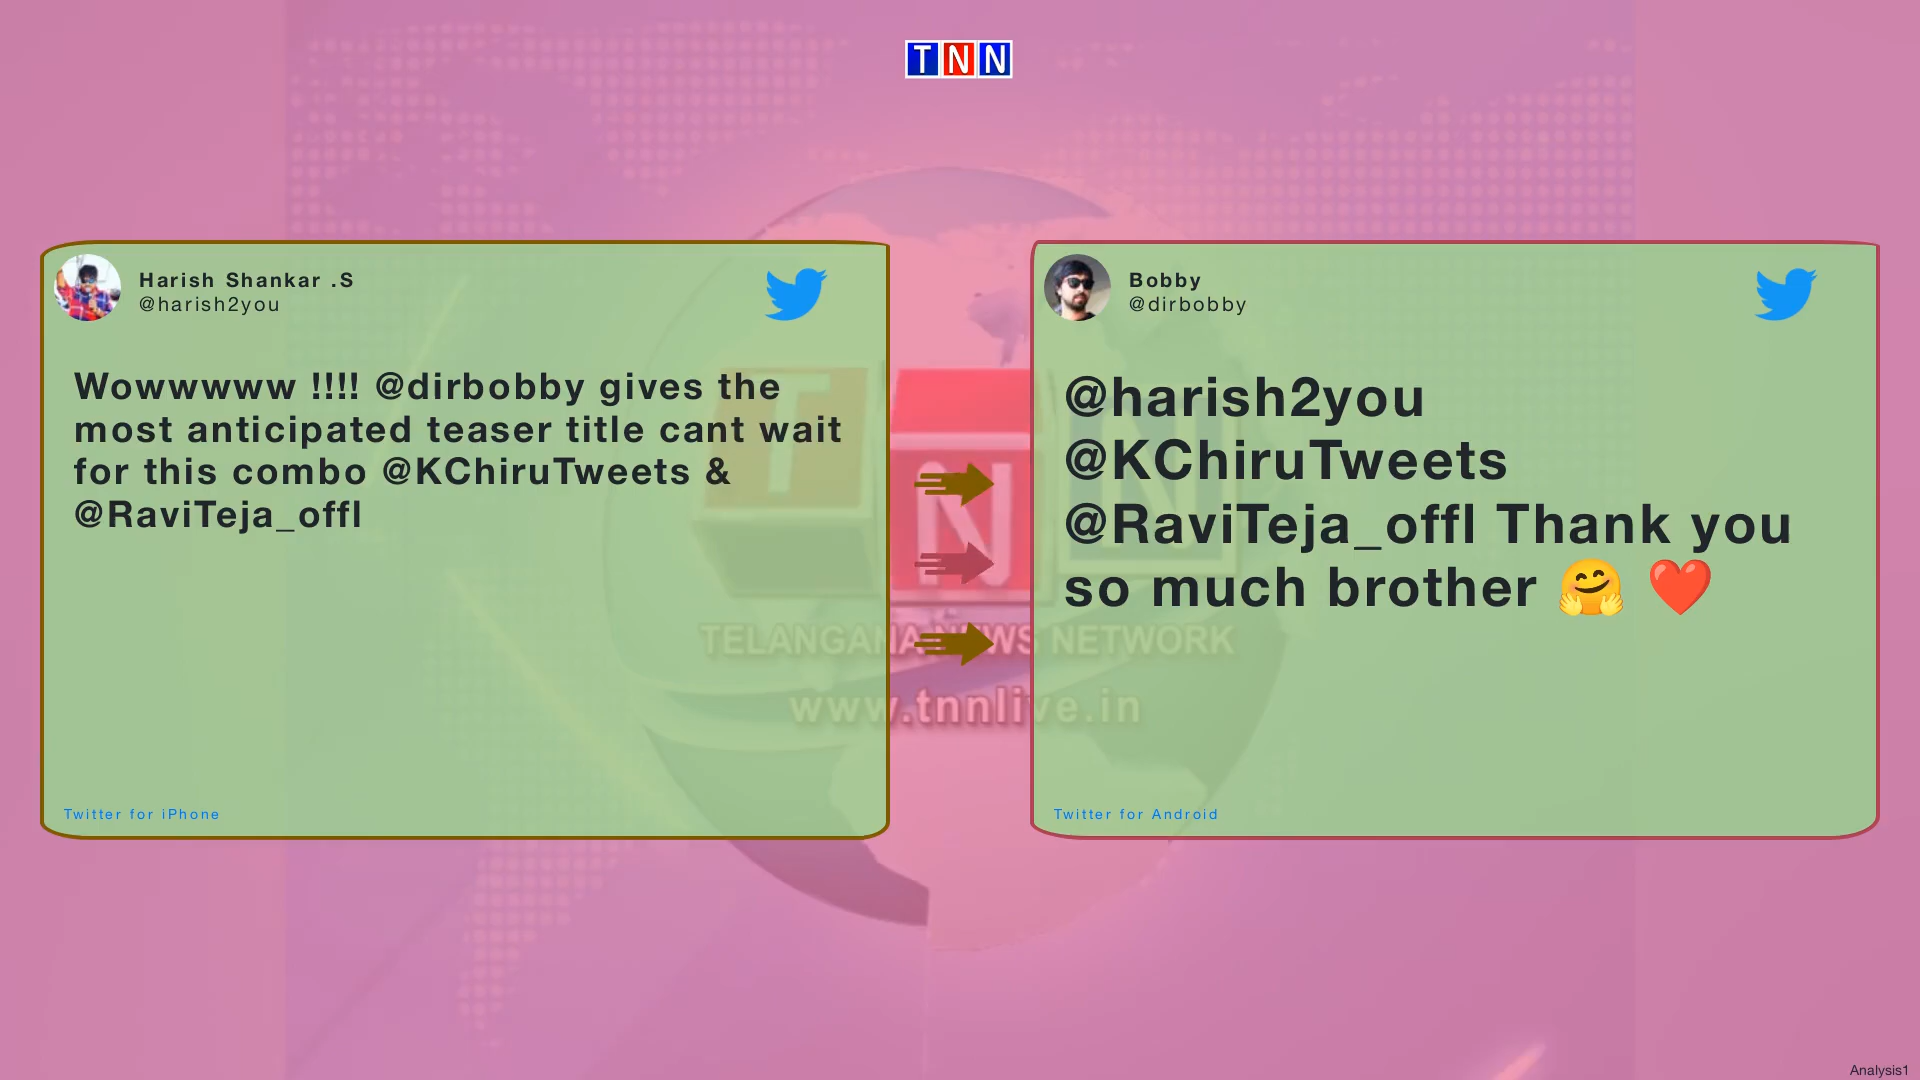 TNN
Harish Shankar .S
@harish2you
Wowwwww !!!! @dirbobby gives the
most anticipated teaser title cant wait
for this combo @KChiruTweets &
@RaviTeja_offl
Twitter for iPhone
Bobby
@dirbobby
@harish2you
@KChiruTweets
@RaviTeja_offl Thank you
so much brother 🤗 ❤️
Twitter for Android
TNN
TELANGANA NEWS NETWORK
www.tnnlive.in
Analysis1